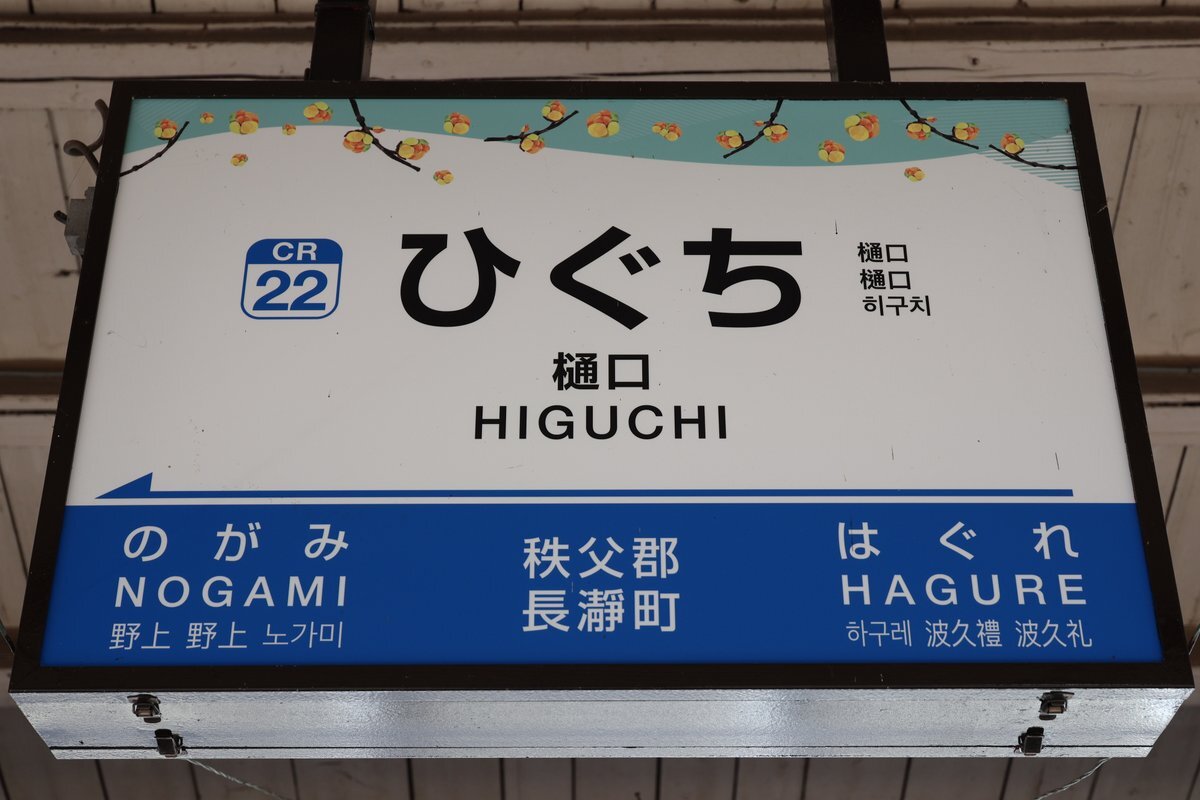 CR
22
ひぐち
樋口
樋口
히구치
樋口
HIGUCHI
のがみ
NOGAMI
野上 野上 노가미
秩父郡
長瀞町
はぐれ
HAGURE
하구레 波久禮 波久礼